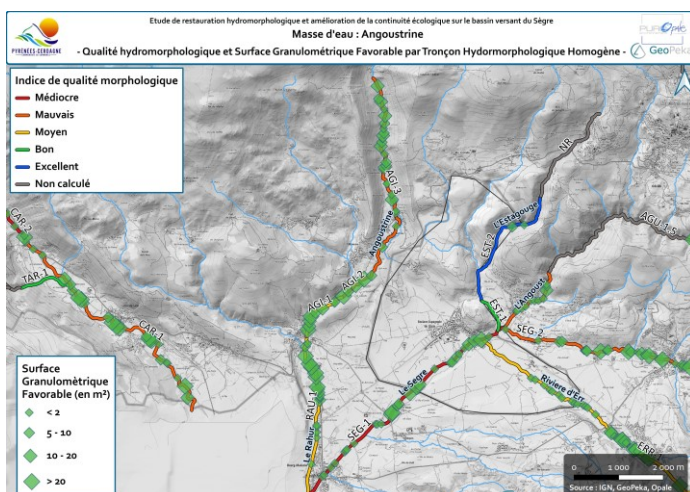 Etude de restauration hydromorphologique et amélioration de la continuité écologique sur le bassin versant du Sègre
Masse d'eau : Angoustrine
- Qualité hydromorphologique et Surface Granulométrique Favorable par Tronçon Hydormorphologique Homogène -
PYRÉNÉES-CERDAGNE
GeoPeka
Indice de qualité morphologique
Médiocre
Mauvais
Moyen
Bon
Excellent
Non calculé
NR
AGI-3
CAR-2
Angoustrine
EST-2
L'Estagouge
AGU-1.5
TAR-1
AGI-2
AGI-1
L'Angoust
EST-1
CAR-1
SEG-2
Le Segre
Riviere d'Err
RAU-1
Le Rahur
SEG-1
ERR
Surface
Granulomètrique
Favorable (en m²)
< 2
5 - 10
10 - 20
> 20
0 1 000 2 000 m
Source : IGN, GeoPeka, Opale